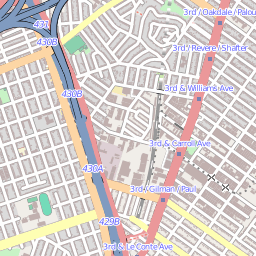 3rd / Oakdale / Palou
431
430B
3rd / Revere / Shafter
430B
3rd & Williams Ave
3rd & Carroll Ave
430A
3rd / Gilman / Paul
429B
3rd & Le Conte Ave